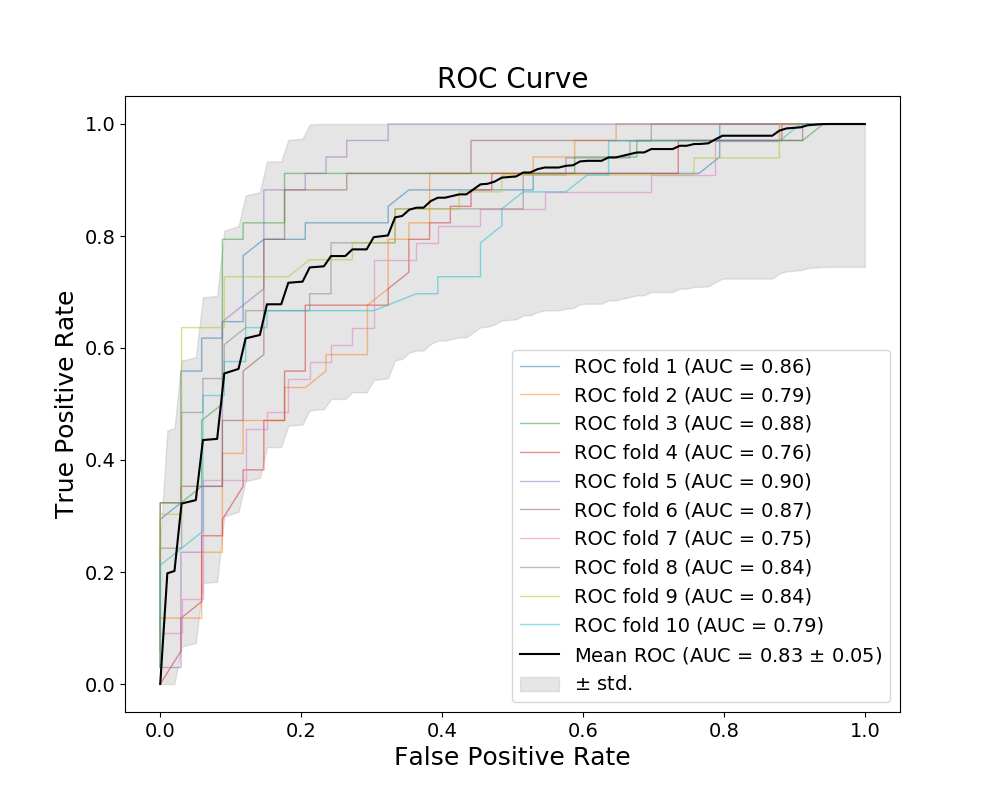 ROC Curve
1.0
0.8
0.6
0.4
0.2
0.0
True Positive Rate
ROC fold 1 (AUC = 0.86)
ROC fold 2 (AUC = 0.79)
ROC fold 3 (AUC = 0.88)
ROC fold 4 (AUC = 0.76)
ROC fold 5 (AUC = 0.90)
ROC fold 6 (AUC = 0.87)
ROC fold 7 (AUC = 0.75)
ROC fold 8 (AUC = 0.84)
ROC fold 9 (AUC = 0.84)
ROC fold 10 (AUC = 0.79)
Mean ROC (AUC = 0.83 ± 0.05)
± std.
0.0 0.2 0.4 0.6 0.8 1.0
False Positive Rate